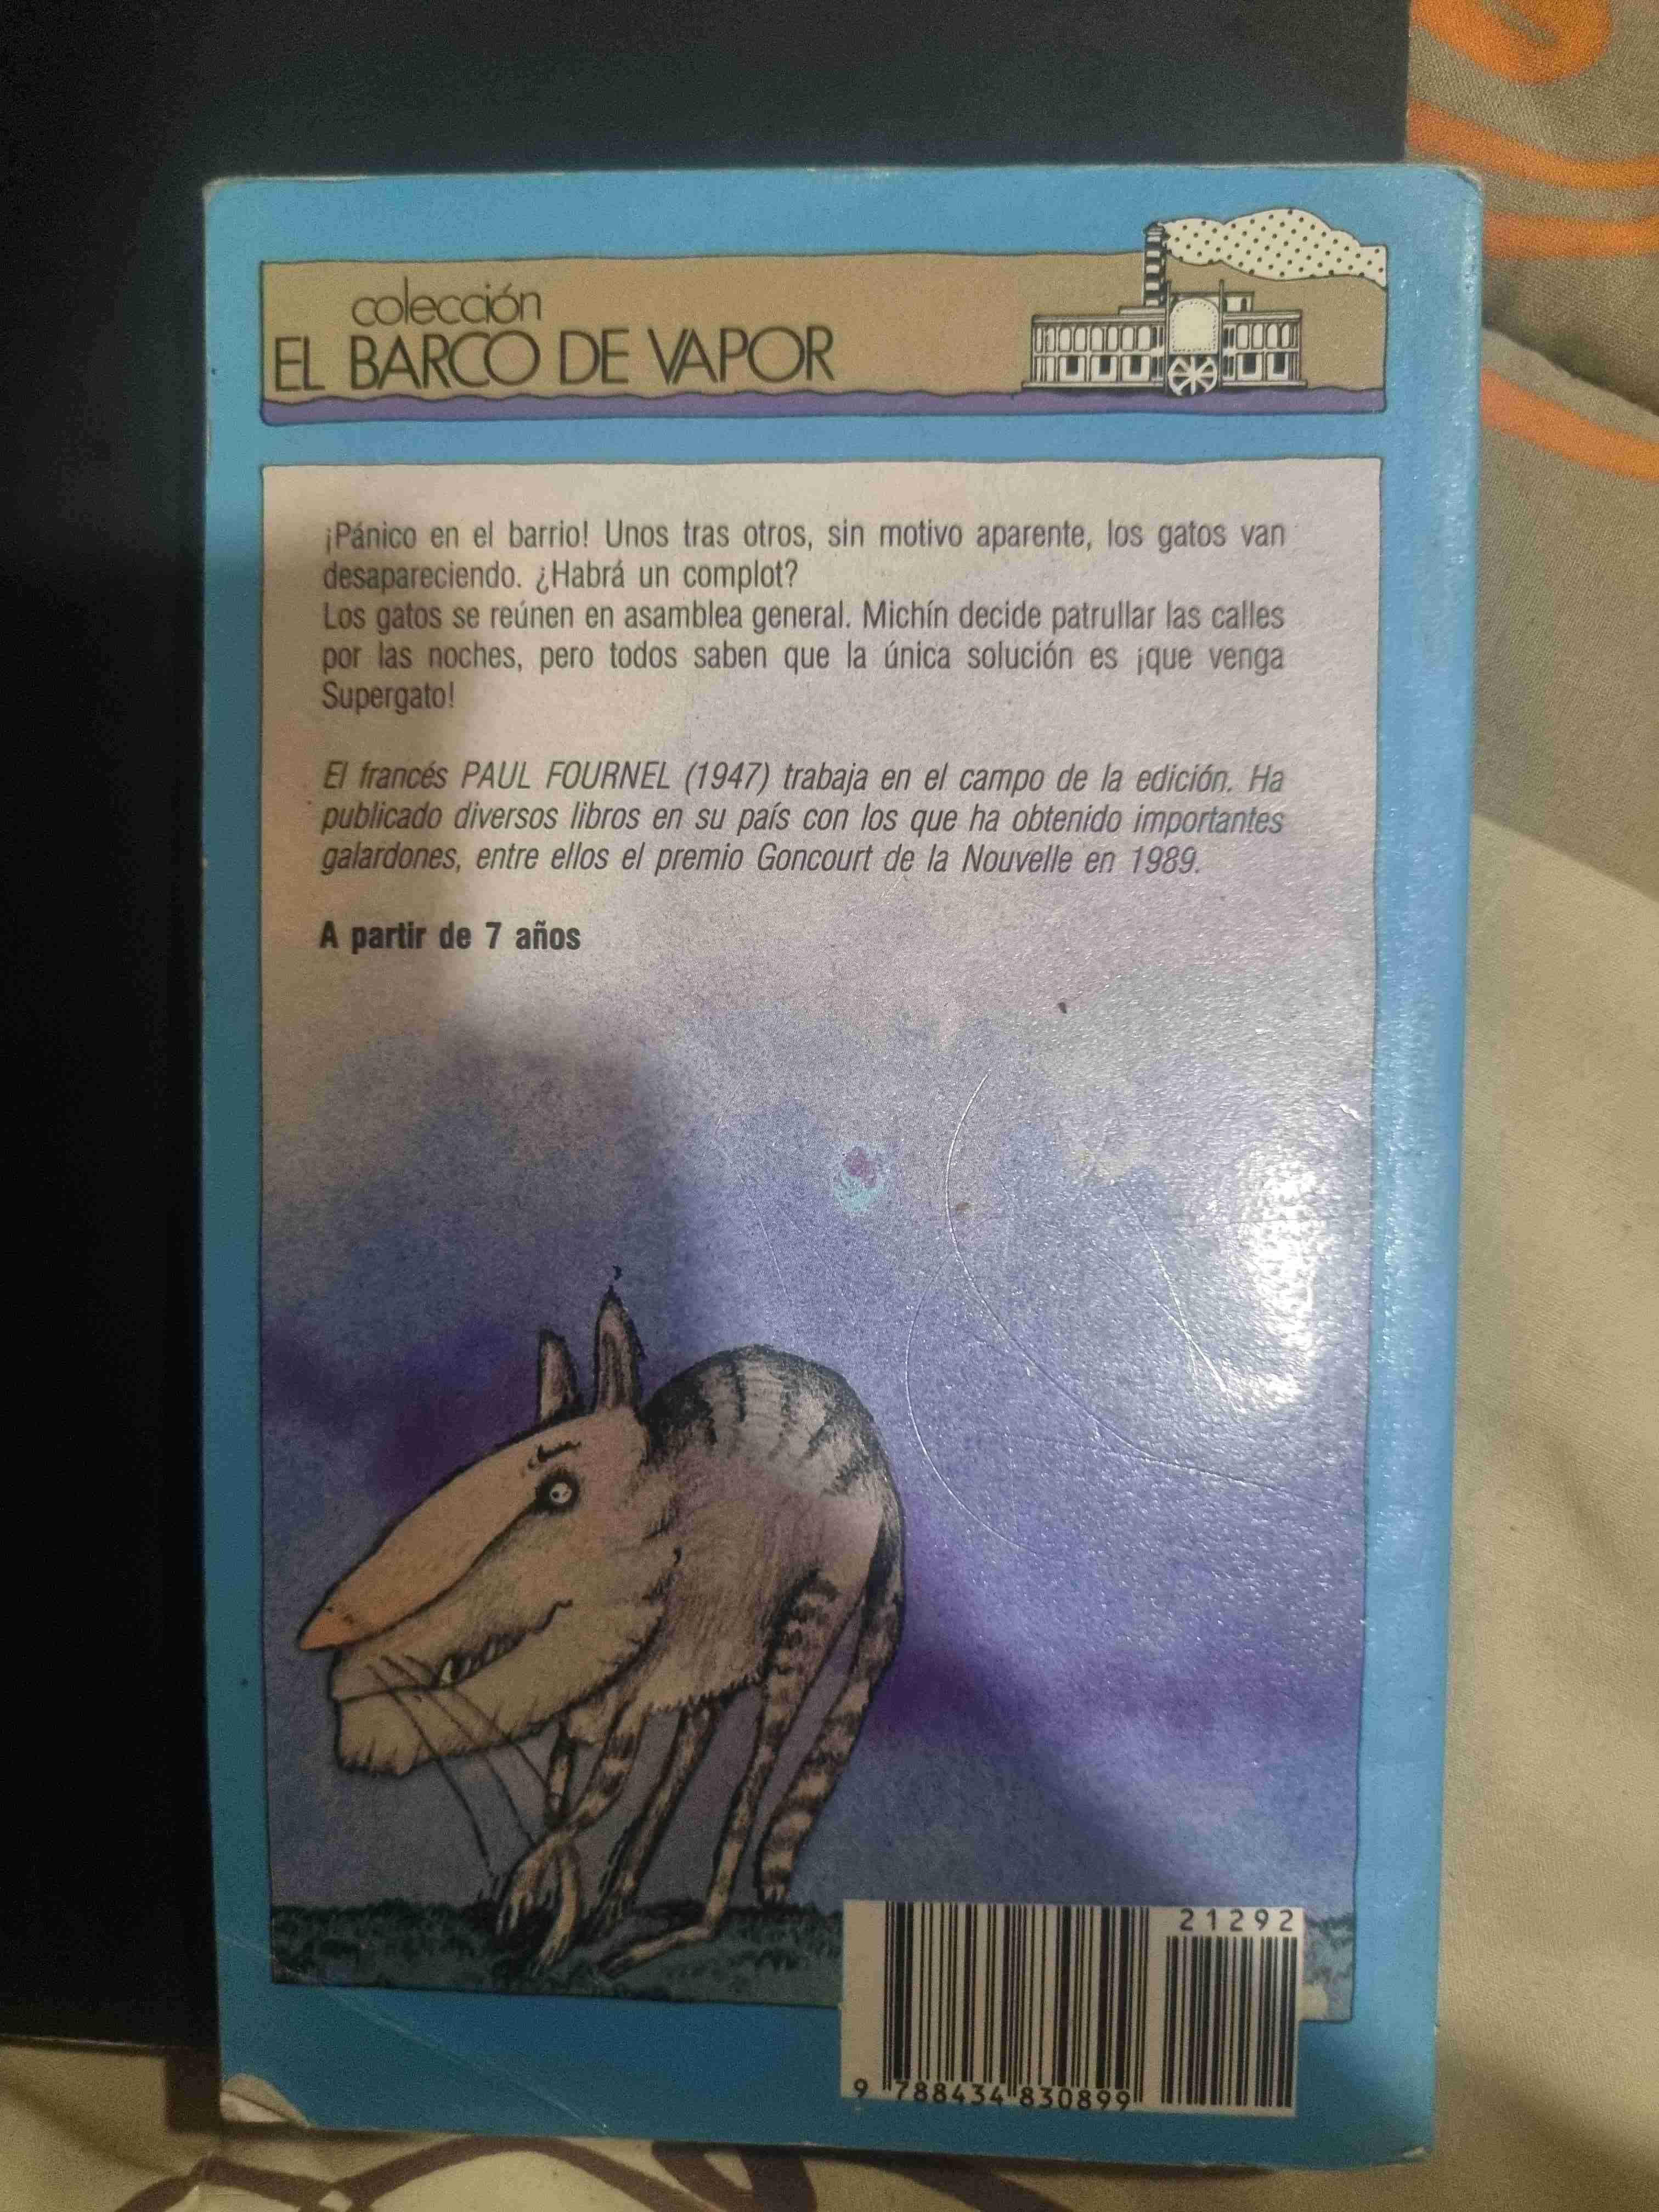 colección
EL BARCO DE VAPOR
¡Pánico en el barrio! Unos tras otros, sin motivo aparente, los gatos van
desapareciendo. ¿Habrá un complot?
Los gatos se reúnen en asamblea general. Michín decide patrullar las calles
por las noches, pero todos saben que la única solución es ¡que venga
Supergato!
El francés PAUL FOURNEL (1947) trabaja en el campo de la edición. Ha
publicado diversos libros en su país con los que ha obtenido importantes
galardones, entre ellos el premio Goncourt de la Nouvelle en 1989.
A partir de 7 años
21292
9 788434 830899